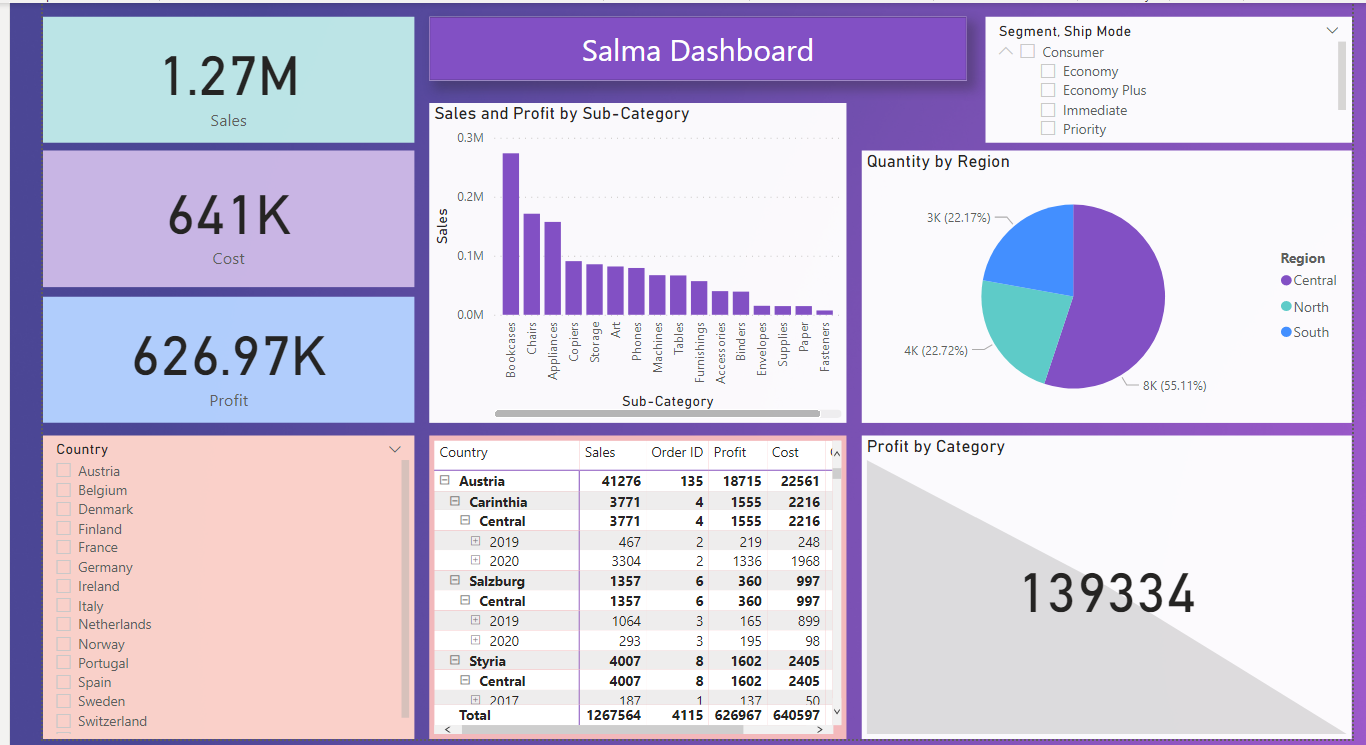 1.27M
Sales
641K
Cost
626.97K
Profit
Salma Dashboard
Segment, Ship Mode
Consumer
Economy
Economy Plus
Immediate
Priority
Sales and Profit by Sub-Category
0.3M
0.2M
0.1M
0.0M
Sales
Bookcases
Chairs
Appliances
Copiers
Storage
Art
Phones
Machines
Tables
Furnishings
Accessories
Binders
Envelopes
Supplies
Paper
Fasteners
Sub-Category
Quantity by Region
3K (22.17%)
4K (22.72%)
8K (55.11%)
Region
Central
North
South
Country
Austria
Belgium
Denmark
Finland
France
Germany
Ireland
Italy
Netherlands
Norway
Portugal
Spain
Sweden
Switzerland
Country Sales Order ID Profit Cost
Austria 41276 135 18715 22561
Carinthia 3771 4 1555 2216
Central 3771 4 1555 2216
2019 467 2 219 248
2020 3304 2 1336 1968
Salzburg 1357 6 360 997
Central 1357 6 360 997
2019 1064 3 165 899
2020 293 3 195 98
Styria 4007 8 1602 2405
Central 4007 8 1602 2405
2017 187 1 137 50
Total 1267564 4115 626967 640597
Profit by Category
139334